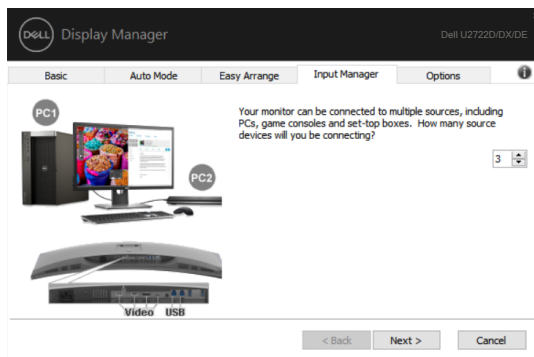 DELL Display Manager
Dell U2722D/DX/DE
Basic
Auto Mode
Easy Arrange
Input Manager
Options
PC1
PC2
Video USB
Your monitor can be connected to multiple sources, including
PCs, game consoles and set-top boxes. How many source
devices will you be connecting?
3
< Back
Next >
Cancel